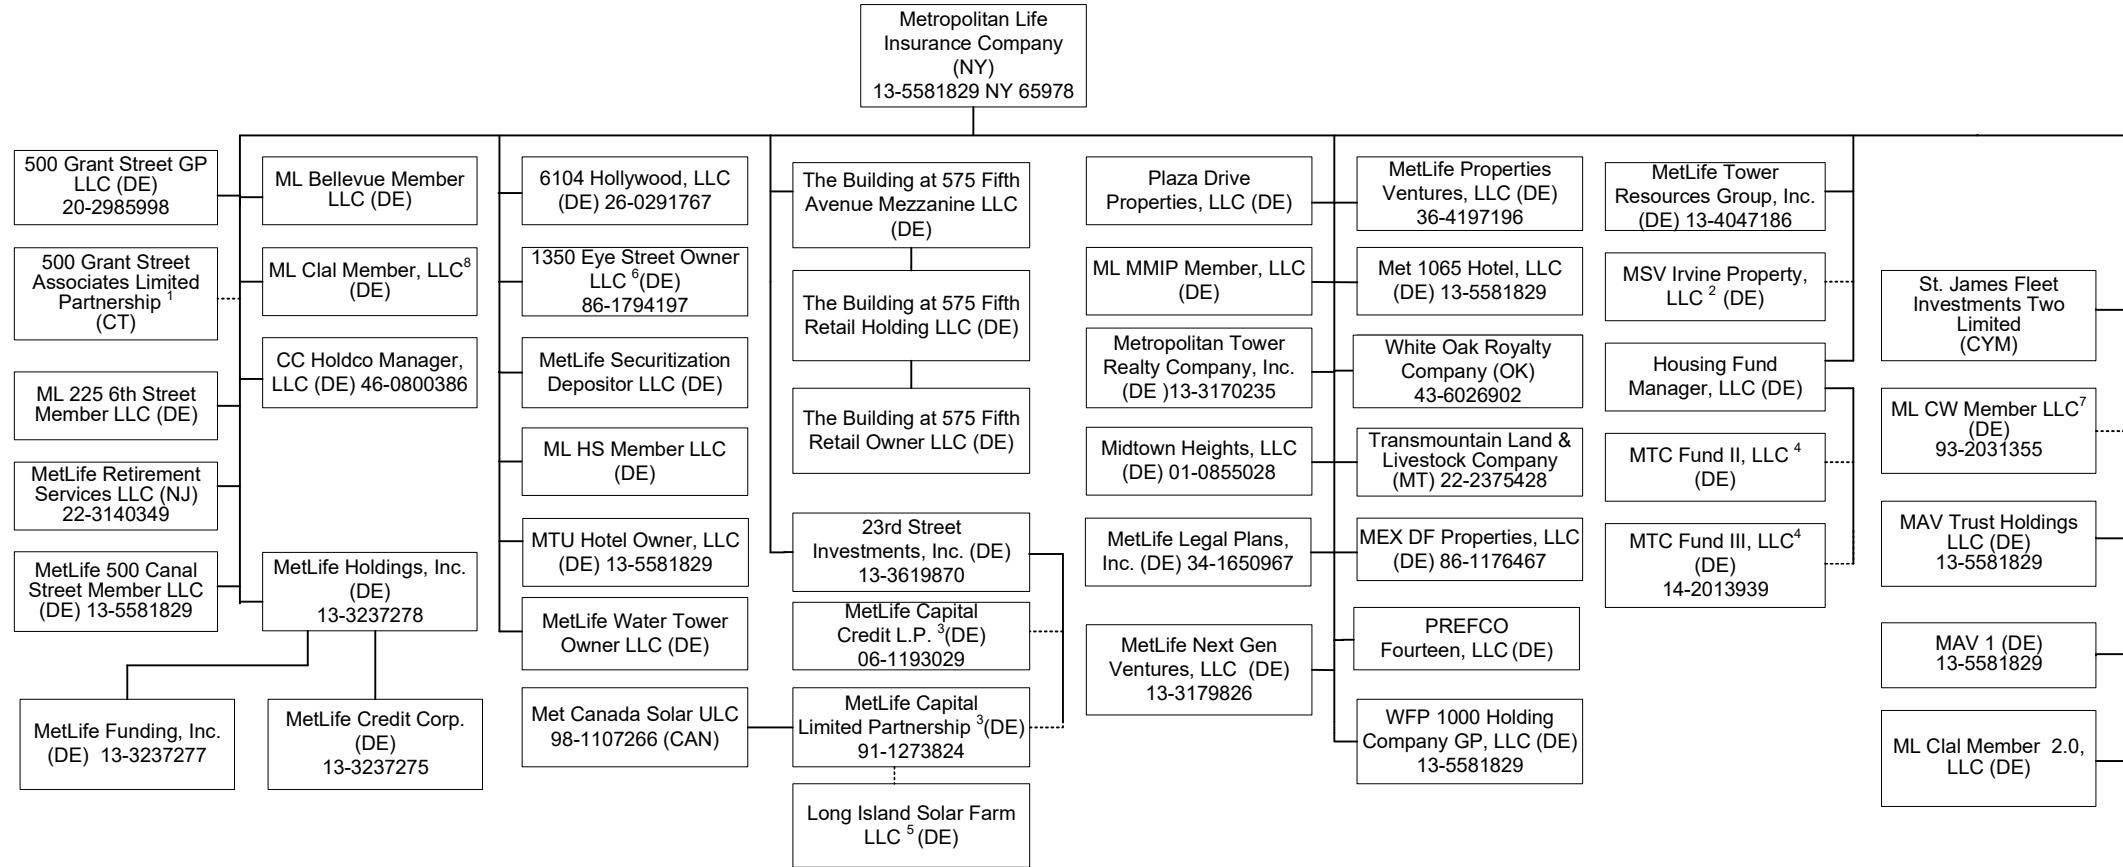 Metropolitan Life
Insurance Company
(NY)
13-5581829 NY 65978
500 Grant Street GP
LLC (DE)
20-2985998
500 Grant Street
Associates Limited
Partnership 1
(CT)
ML 225 6th Street
Member LLC (DE)
MetLife Retirement
Services LLC (NJ)
22-3140349
MetLife 500 Canal
Street Member LLC
(DE) 13-5581829
ML Bellevue Member
LLC (DE)
ML Clal Member, LLC8
(DE)
CC Holdco Manager,
LLC (DE) 46-0800386
MetLife Holdings, Inc.
(DE)
13-3237278
MetLife Funding, Inc.
(DE) 13-3237277
MetLife Credit Corp.
(DE)
13-3237275
6104 Hollywood, LLC
(DE) 26-0291767
1350 Eye Street Owner
LLC 6(DE)
86-1794197
MetLife Securitization
Depositor LLC (DE)
ML HS Member LLC
(DE)
MTU Hotel Owner, LLC
(DE) 13-5581829
MetLife Water Tower
Owner LLC (DE)
Met Canada Solar ULC
98-1107266 (CAN)
The Building at 575 Fifth
Avenue Mezzanine LLC
(DE)
The Building at 575 Fifth
Retail Holding LLC (DE)
The Building at 575 Fifth
Retail Owner LLC (DE)
23rd Street
Investments, Inc. (DE)
13-3619870
MetLife Capital
Credit L.P. 3(DE)
06-1193029
MetLife Capital
Limited Partnership 3(DE)
91-1273824
Long Island Solar Farm
LLC 5 (DE)
Plaza Drive
Properties, LLC (DE)
ML MMIP Member, LLC
(DE)
Metropolitan Tower
Realty Company, Inc.
(DE )13-3170235
Midtown Heights, LLC
(DE) 01-0855028
MetLife Legal Plans,
Inc. (DE) 34-1650967
MetLife Next Gen
Ventures, LLC (DE)
13-3179826
MetLife Properties
Ventures, LLC (DE)
36-4197196
Met 1065 Hotel, LLC
(DE) 13-5581829
White Oak Royalty
Company (OK)
43-6026902
Transmountain Land &
Livestock Company
(MT) 22-2375428
MEX DF Properties, LLC
(DE) 86-1176467
PREFCO
Fourteen, LLC (DE)
WFP 1000 Holding
Company GP, LLC (DE)
13-5581829
MetLife Tower
Resources Group, Inc.
(DE) 13-4047186
MSV Irvine Property,
LLC 2 (DE)
Housing Fund
Manager, LLC (DE)
MTC Fund II, LLC 4
(DE)
MTC Fund III, LLC4
(DE)
14-2013939
St. James Fleet
Investments Two
Limited
(CYM)
ML CW Member LLC7
(DE)
93-2031355
MAV Trust Holdings
LLC (DE)
13-5581829
MAV 1 (DE)
13-5581829
ML Clal Member 2.0,
LLC (DE)